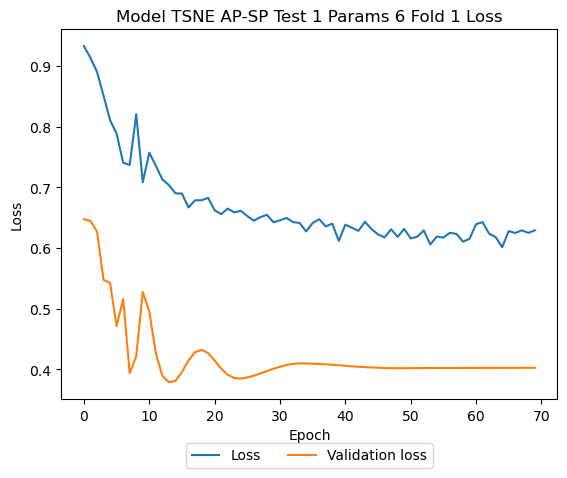 Model TSNE AP-SP Test 1 Params 6 Fold 1 Loss
0.9
0.8
0.7
0.6
0.5
0.4
Loss
0 10 20 30 40 50 60 70
Epoch
Loss Validation loss